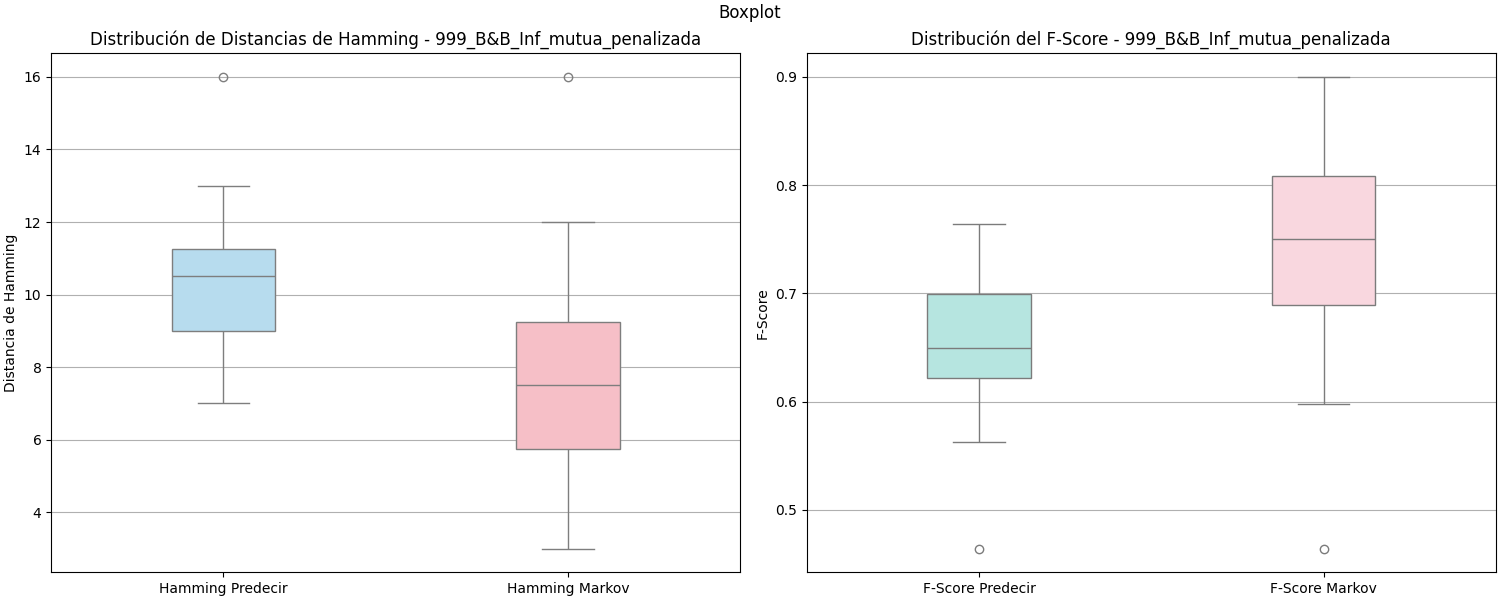 Boxplot
Distribución de Distancias de Hamming - 999_B&B_Inf_mutua_penalizada
Distancia de Hamming
16
14
12
10
8
6
4
Hamming Predecir
Hamming Markov
Distribución del F-Score - 999_B&B_Inf_mutua_penalizada
F-Score
0.9
0.8
0.7
0.6
0.5
F-Score Predecir
F-Score Markov